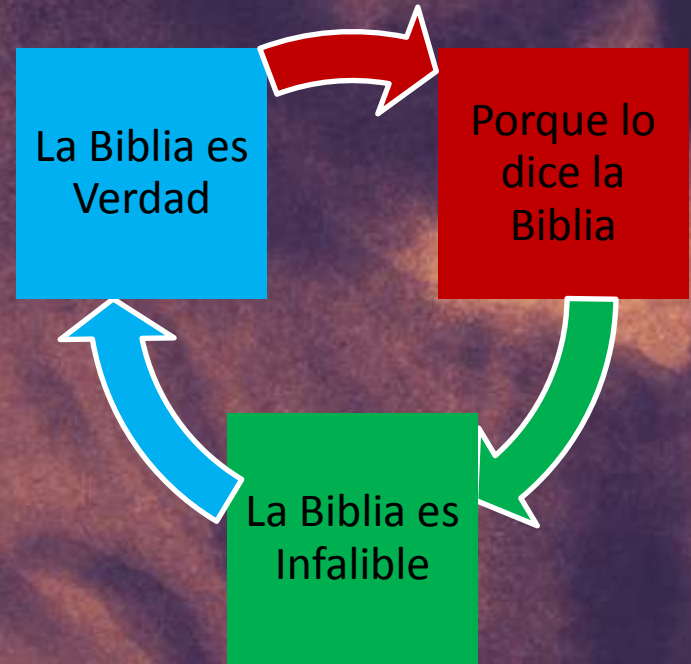 La Biblia es
Verdad
Porque lo
dice la
Biblia
La Biblia es
Infalible